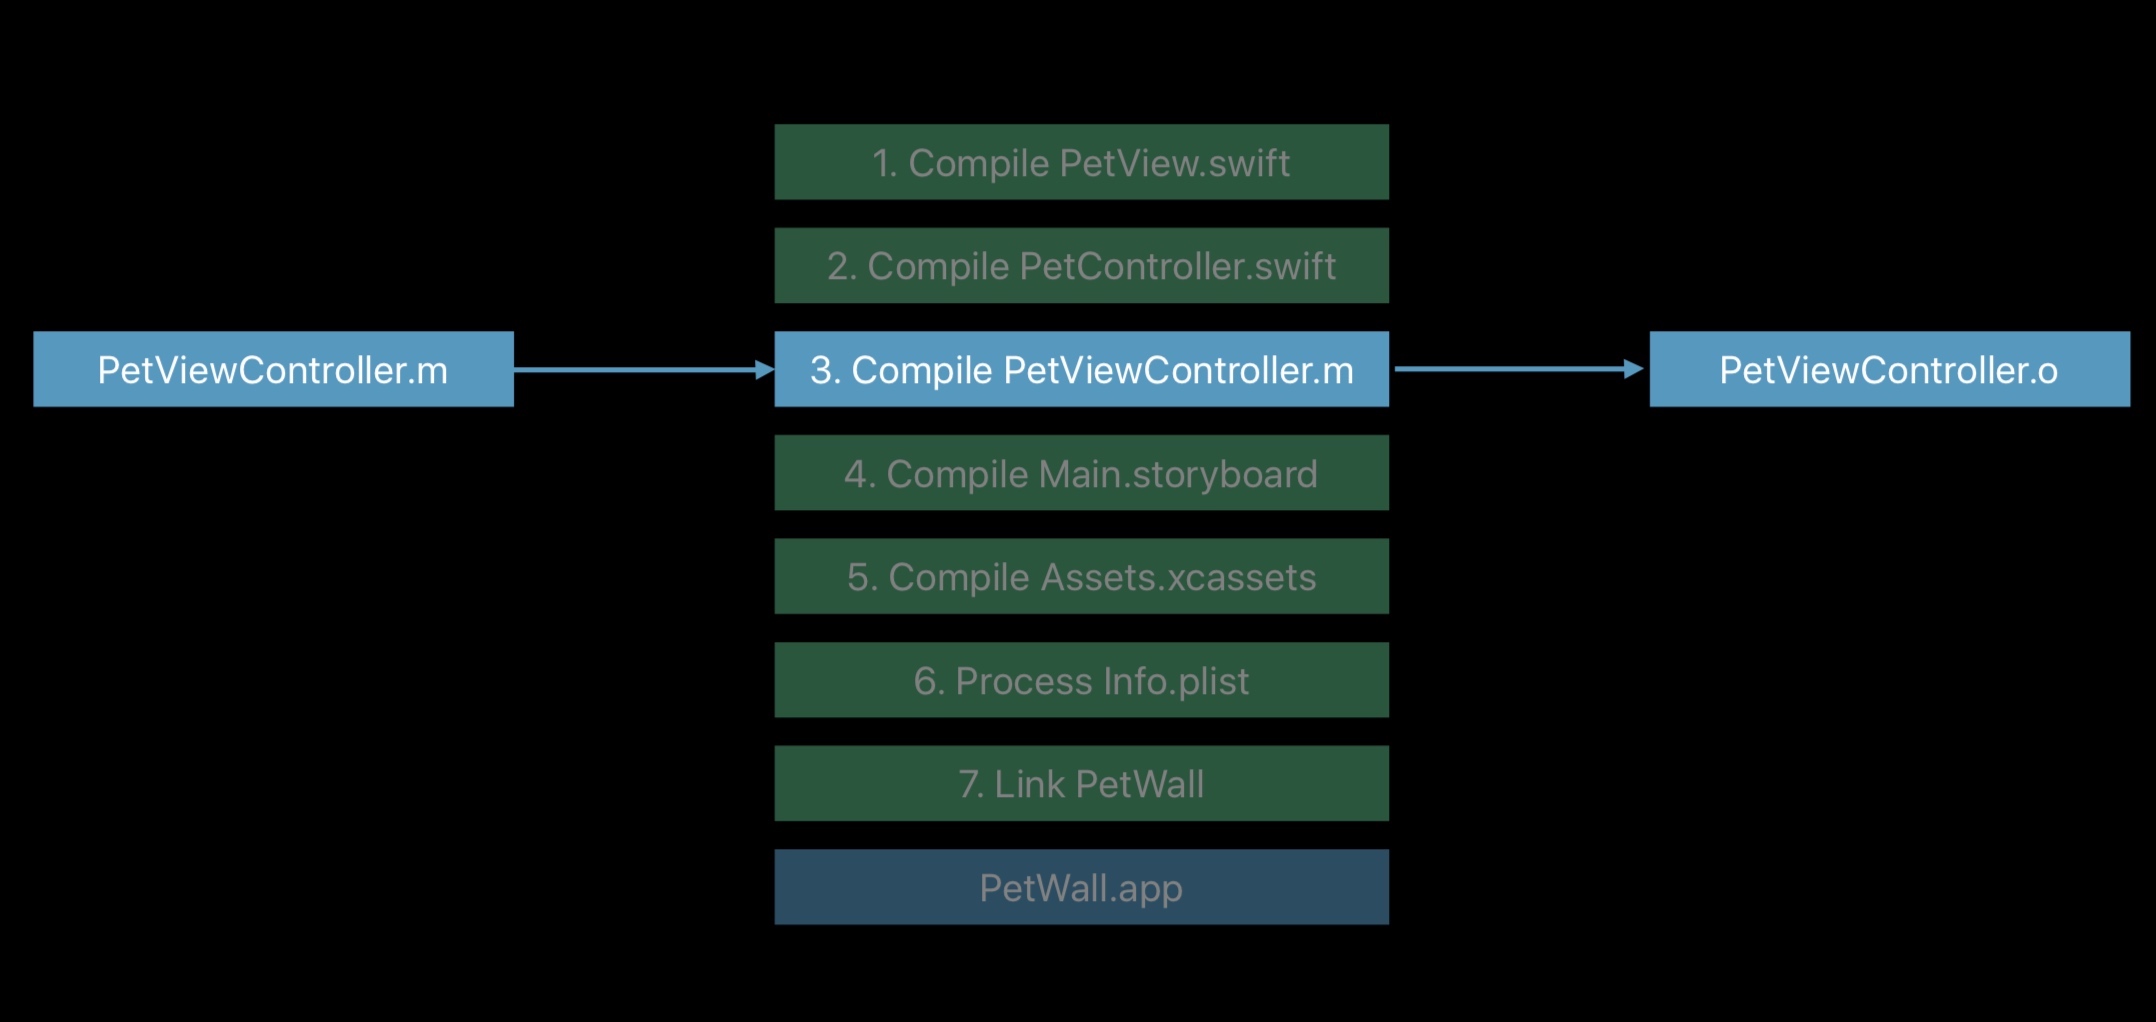 1. Compile PetView.swift
2. Compile PetController.swift
PetViewController.m
3. Compile PetViewController.m
PetViewController.o
4. Compile Main.storyboard
5. Compile Assets.xcassets
6. Process Info.plist
7. Link PetWall
PetWall.app